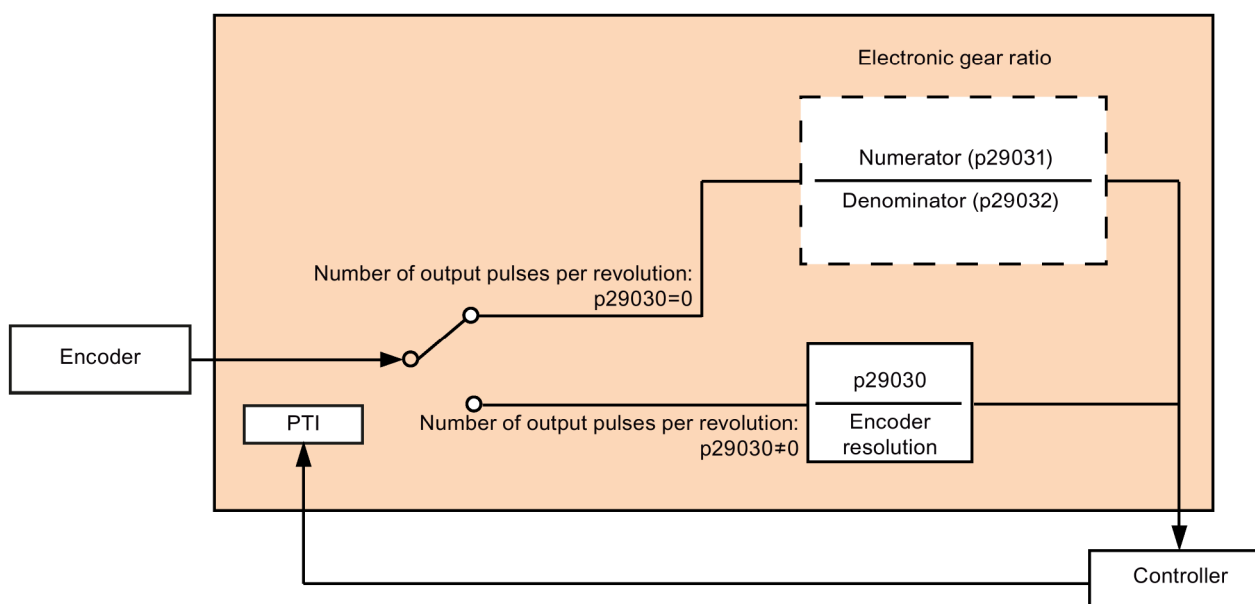 Electronic gear ratio
Numerator (p29031)
Denominator (p29032)
Number of output pulses per revolution:
p29030=0
Encoder
PTI
Number of output pulses per revolution:
p29030≠0
p29030
Encoder
resolution
Controller